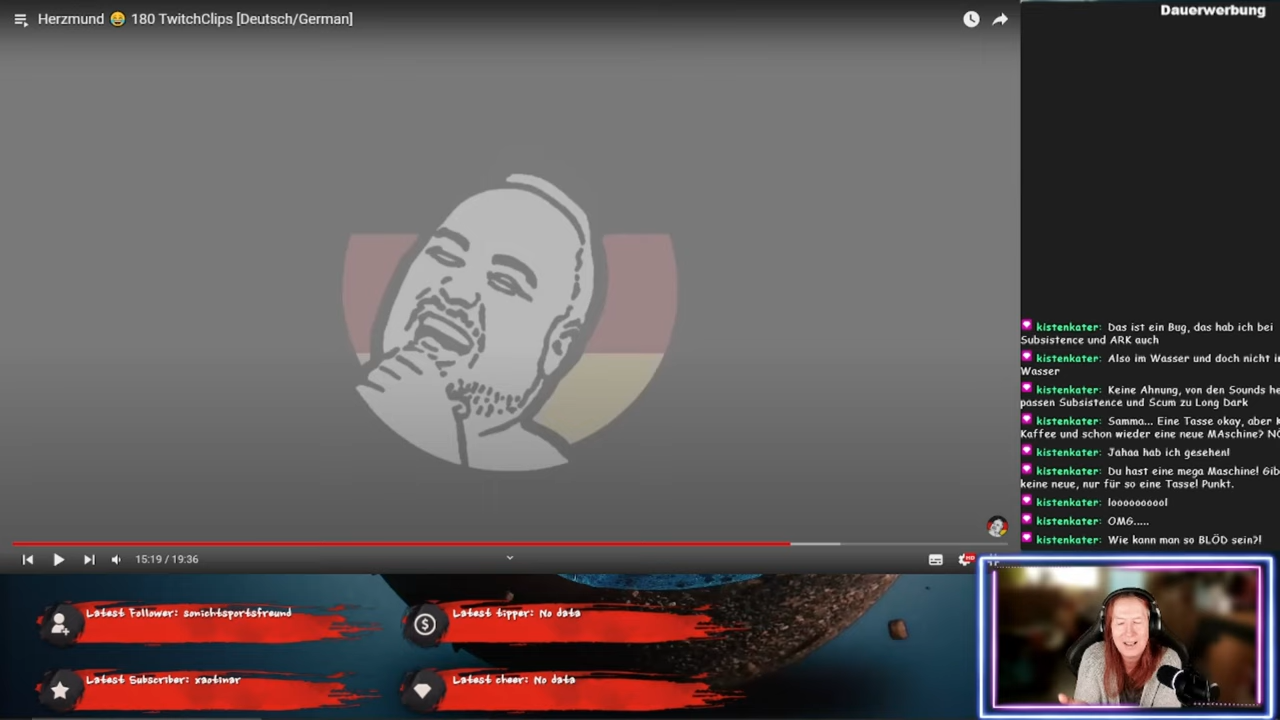 Herzmund 😂 180 TwitchClips [Deutsch/German]
Dauerwerbung
kistenkater: Das ist ein Bug, das hab ich bei
Subsistence und ARK auch
kistenkater: Also im Wasser und doch nicht
Wasser
kistenkater: Keine Ahnung, von den Sounds
passen Subsistence und Scum zu Long Dark
kistenkater: Samma... Eine Tasse okay, aber
Kaffee und schon wieder eine neue MAschine?
kistenkater: Jahaa hab ich gesehen!
kistenkater: Du hast eine mega Maschine!
keine neue, nur für so eine Tasse! Punkt.
kistenkater: looooooool
kistenkater: OMG.....
kistenkater: Wie kann man so BLÖD sein?!
15:19 / 19:36
HD
Latest Follower: sonichtsportsfreund
Latest tipper: No data
Latest Subscriber: xaotinar
Latest cheer: No data